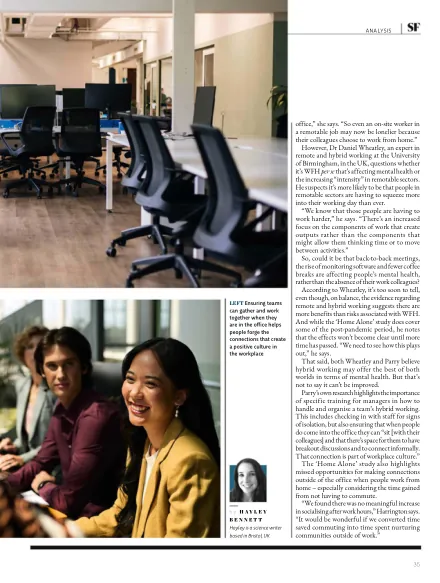 ANALYSIS SF
office,” she says. “So even an on-site worker in
a remotable job may now be lonelier because
their colleagues choose to work from home.”
However, Dr Daniel Wheatley, an expert in
remote and hybrid working at the University
of Birmingham, in the UK, questions whether
it’s WFH per se that’s affecting mental health or
the increasing “intensity” in remotable sectors.
He suspects it’s more likely to be that people in
remotable sectors are having to squeeze more
into their working day than ever.
“We know that those people are having to
work harder,” he says. “There’s an increased
focus on the components of work that create
outputs rather than the components that
might allow them thinking time or to move
between activities.”
So, could it be that back-to-back meetings,
the rise of monitoring software and fewer coffee
breaks are affecting people’s mental health,
rather than the absence of their work colleagues?
According to Wheatley, it’s too soon to tell,
even though, on balance, the evidence regarding
remote and hybrid working suggests there are
more benefits than risks associated with WFH.
And while the ‘Home Alone’ study does cover
some of the post-pandemic period, he notes
that the effects won’t become clear until more
time has passed. “We need to see how this plays
out,” he says.
That said, both Wheatley and Parry believe
hybrid working may offer the best of both
worlds in terms of mental health. But that’s
not to say it can’t be improved.
Parry’s own research highlights the importance
of specific training for managers in how to
handle and organise a team’s hybrid working.
This includes checking in with staff for signs
of isolation, but also ensuring that when people
do come into the office they can “sit [with their
colleagues] and that there’s space for them to have
breakout discussions and to connect informally.
That connection is part of workplace culture.”
The ‘Home Alone’ study also highlights
missed opportunities for making connections
outside of the office when people work from
home – especially considering the time gained
from not having to commute.
“We found there was no meaningful increase
in socialising after work hours,” Harrington says.
“It would be wonderful if we converted time
saved commuting into time spent nurturing
communities outside of work.”
LEFT Ensuring teams
can gather and work
together when they
are in the office helps
people forge the
connections that create
a positive culture in
the workplace
by HAYLEY
BENNETT
Hayley is a science writer
based in Bristol, UK
35